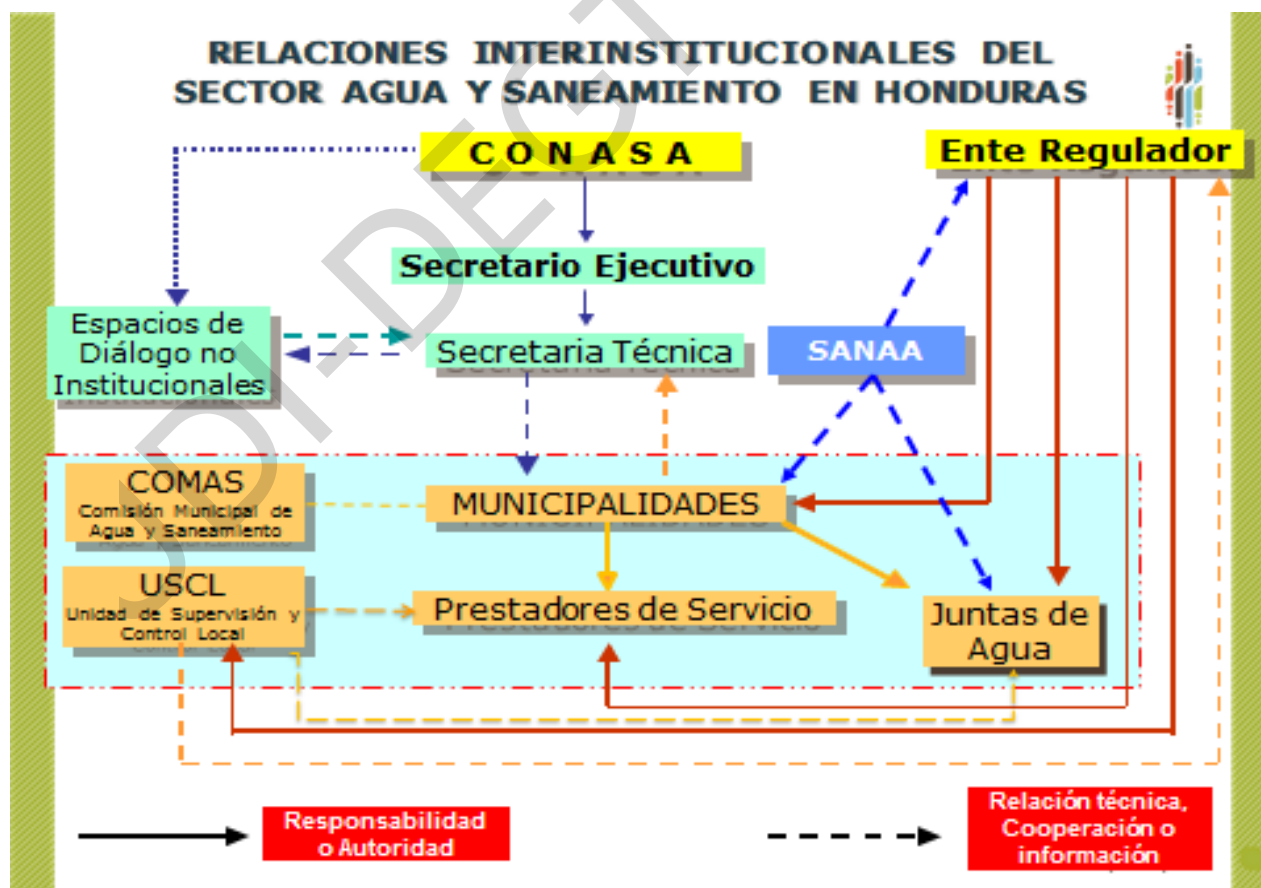 RELACIONES INTERINSTITUCIONALES DEL
SECTOR AGUA Y SANEAMIENTO EN HONDURAS
CONASA
Ente Regulador
Secretario Ejecutivo
Espacios de
Diálogo no
Institucionales
Secretaria Técnica
SANAA
COMAS
Comisión Municipal de
Agua y Saneamiento
MUNICIPALIDADES
USCL
Unidad de Supervisión y
Control Local
Prestadores de Servicio
Juntas de
Agua
Responsabilidad
o Autoridad
Relación técnica,
Cooperación o
información